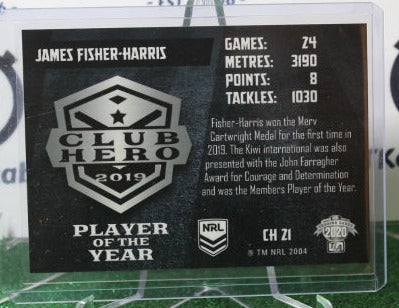 JAMES FISHER-HARRIS
GAMES: 24
METRES: 3190
POINTS: 8
TACKLES: 1030
CLUB
HERO
2019
PLAYER
OF THE
YEAR
Fisher-Harris won the Merv
Cartwright Medal for the first time in
2019. The Kiwi international was also
presented with the John Farragher
Award for Courage and Determination
and was the Members Player of the Year.
NRL
CH 21
® TM NRL 2004
2020